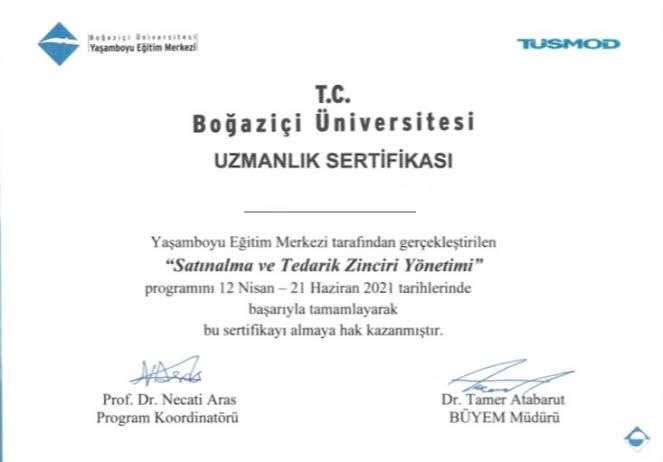 Boğaziçi Üniversitesi
Yaşamboyu Eğitim Merkezi
TÜSMOD
T.C.
Boğaziçi Üniversitesi
UZMANLIK SERTİFİKASI
Yaşamboyu Eğitim Merkezi tarafından gerçekleştirilen
“Satınalma ve Tedarik Zinciri Yönetimi”
programını 12 Nisan – 21 Haziran 2021 tarihlerinde
başarıyla tamamlayarak
bu sertifikayı almaya hak kazanmıştır.
Prof. Dr. Necati Aras
Program Koordinatörü
Dr. Tamer Atabarut
BÜYEM Müdürü